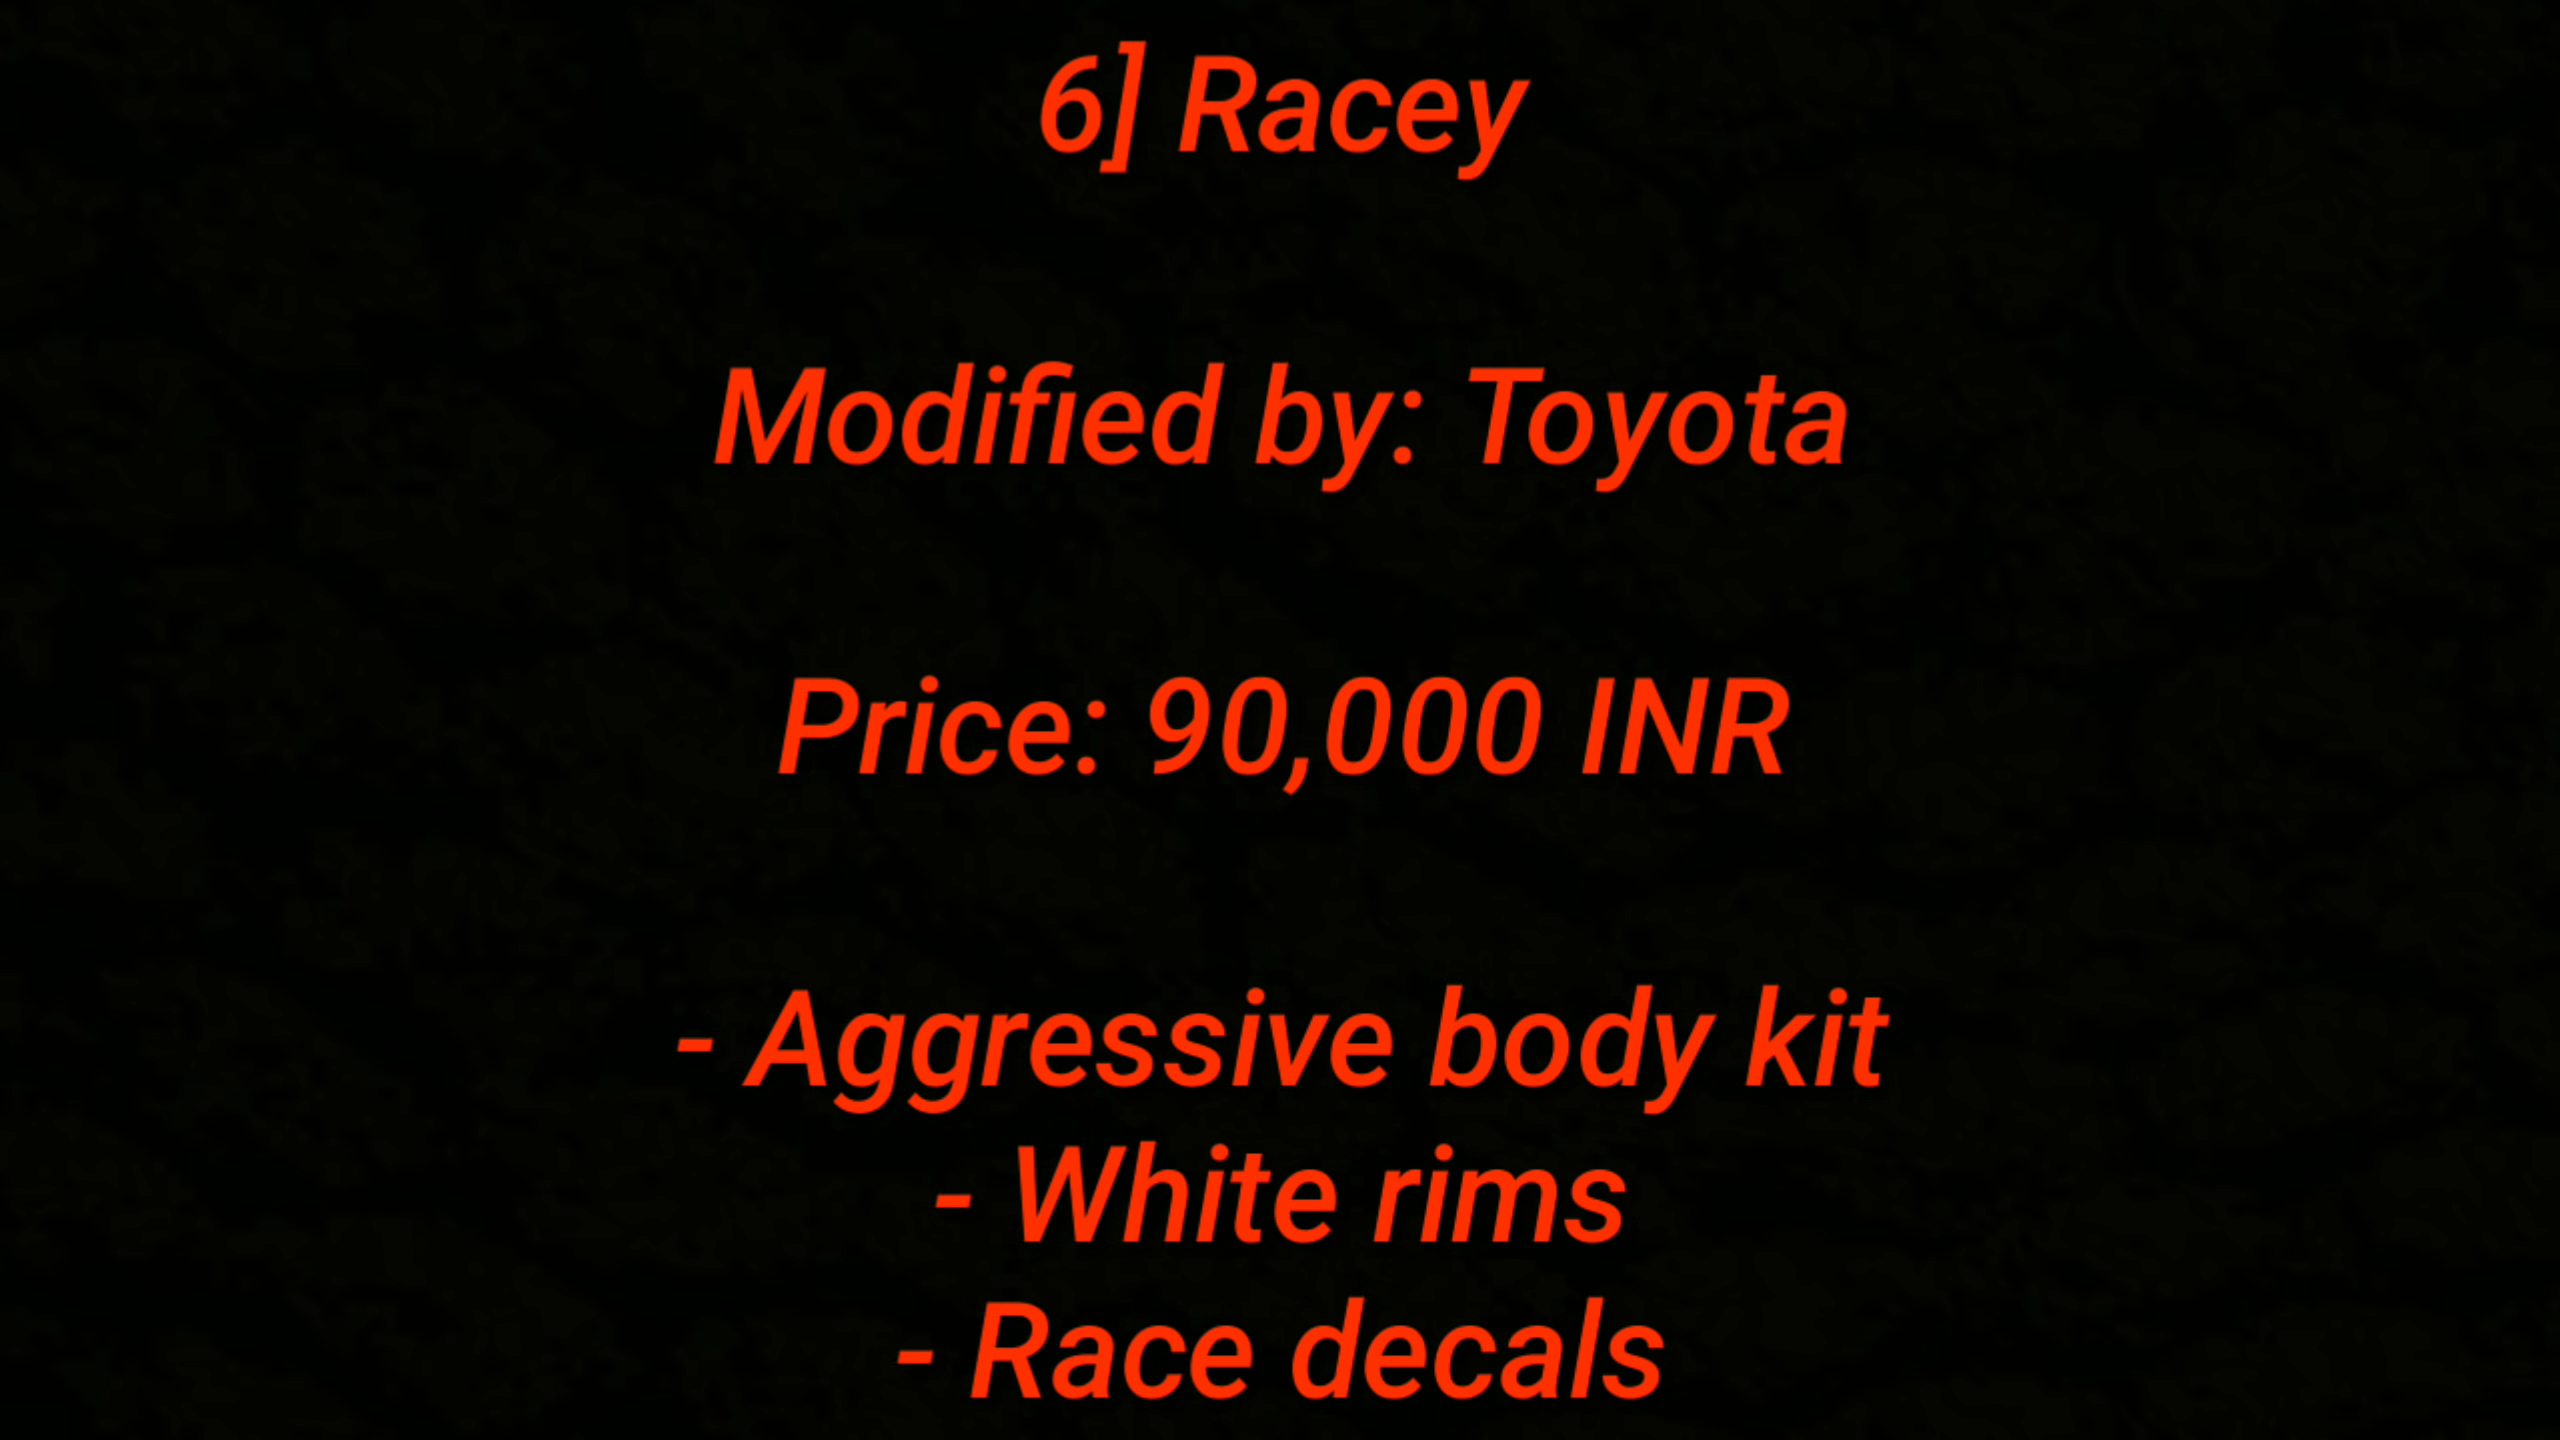 6] Racey
Modified by: Toyota
Price: 90,000 INR
- Aggressive body kit
- White rims
- Race decals